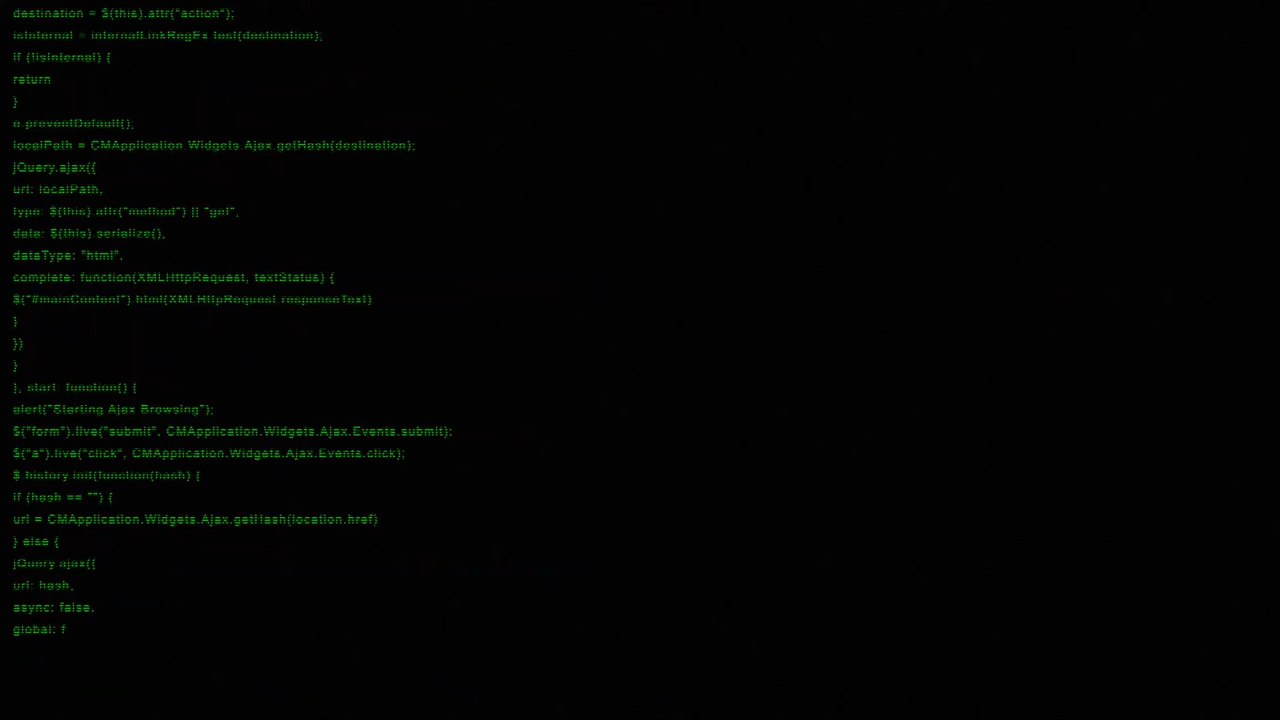 destination = $(this).attr("action");
isInternal = internalLinkRegEx.test(destination);
if (!isInternal) {
return
}
e.preventDefault();
localPath = CMApplication.Widgets.Ajax.getHash(destination);
jQuery.ajax({
url: localPath,
type: $(this).attr("method") || "get",
data: $(this).serialize(),
dataType: "html",
complete: function(XMLHttpRequest, textStatus) {
$("#mainContent").html(XMLHttpRequest.responseText)
}
})
}
}, start: function() {
alert("Starting Ajax Browsing");
$("form").live("submit", CMApplication.Widgets.Ajax.Events.submit);
$("a").live("click", CMApplication.Widgets.Ajax.Events.click);
$.history.init(function(hash) {
if (hash == "") {
url = CMApplication.Widgets.Ajax.getHash(location.href)
} else {
jQuery.ajax({
url: hash,
async: false,
global: f